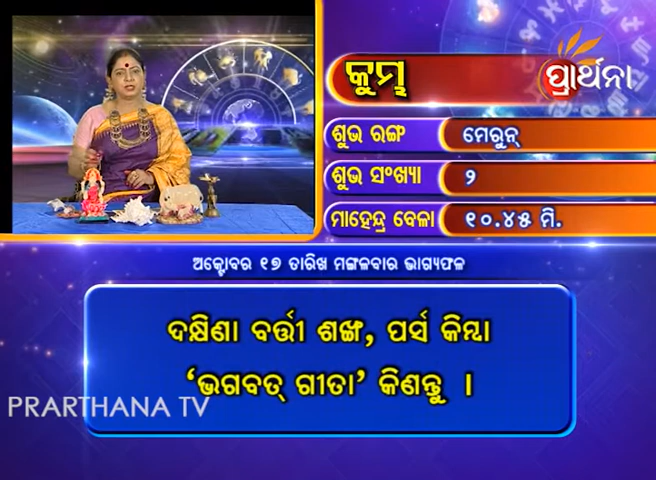 କୁମ୍ଭ
ପ୍ରାର୍ଥନା
ଶୁଭ ରଙ୍ଗ ମେରୁନ୍
ଶୁଭ ସଂଖ୍ୟା ୨
ମାହେନ୍ଦ୍ର ବେଳା ୧୦.୪୫ ମି.
ଅକ୍ଟୋବର ୧୭ ତାରିଖ ମଙ୍ଗଳବାର ଭାଗ୍ୟଫଳ
ଦକ୍ଷିଣା ବର୍ତ୍ତୀ ଶଙ୍ଖ, ପର୍ସ କିମ୍ବା
‘ଭଗବତ୍ ଗୀତା’ କିଣନ୍ତୁ ।
PRARTHANA TV